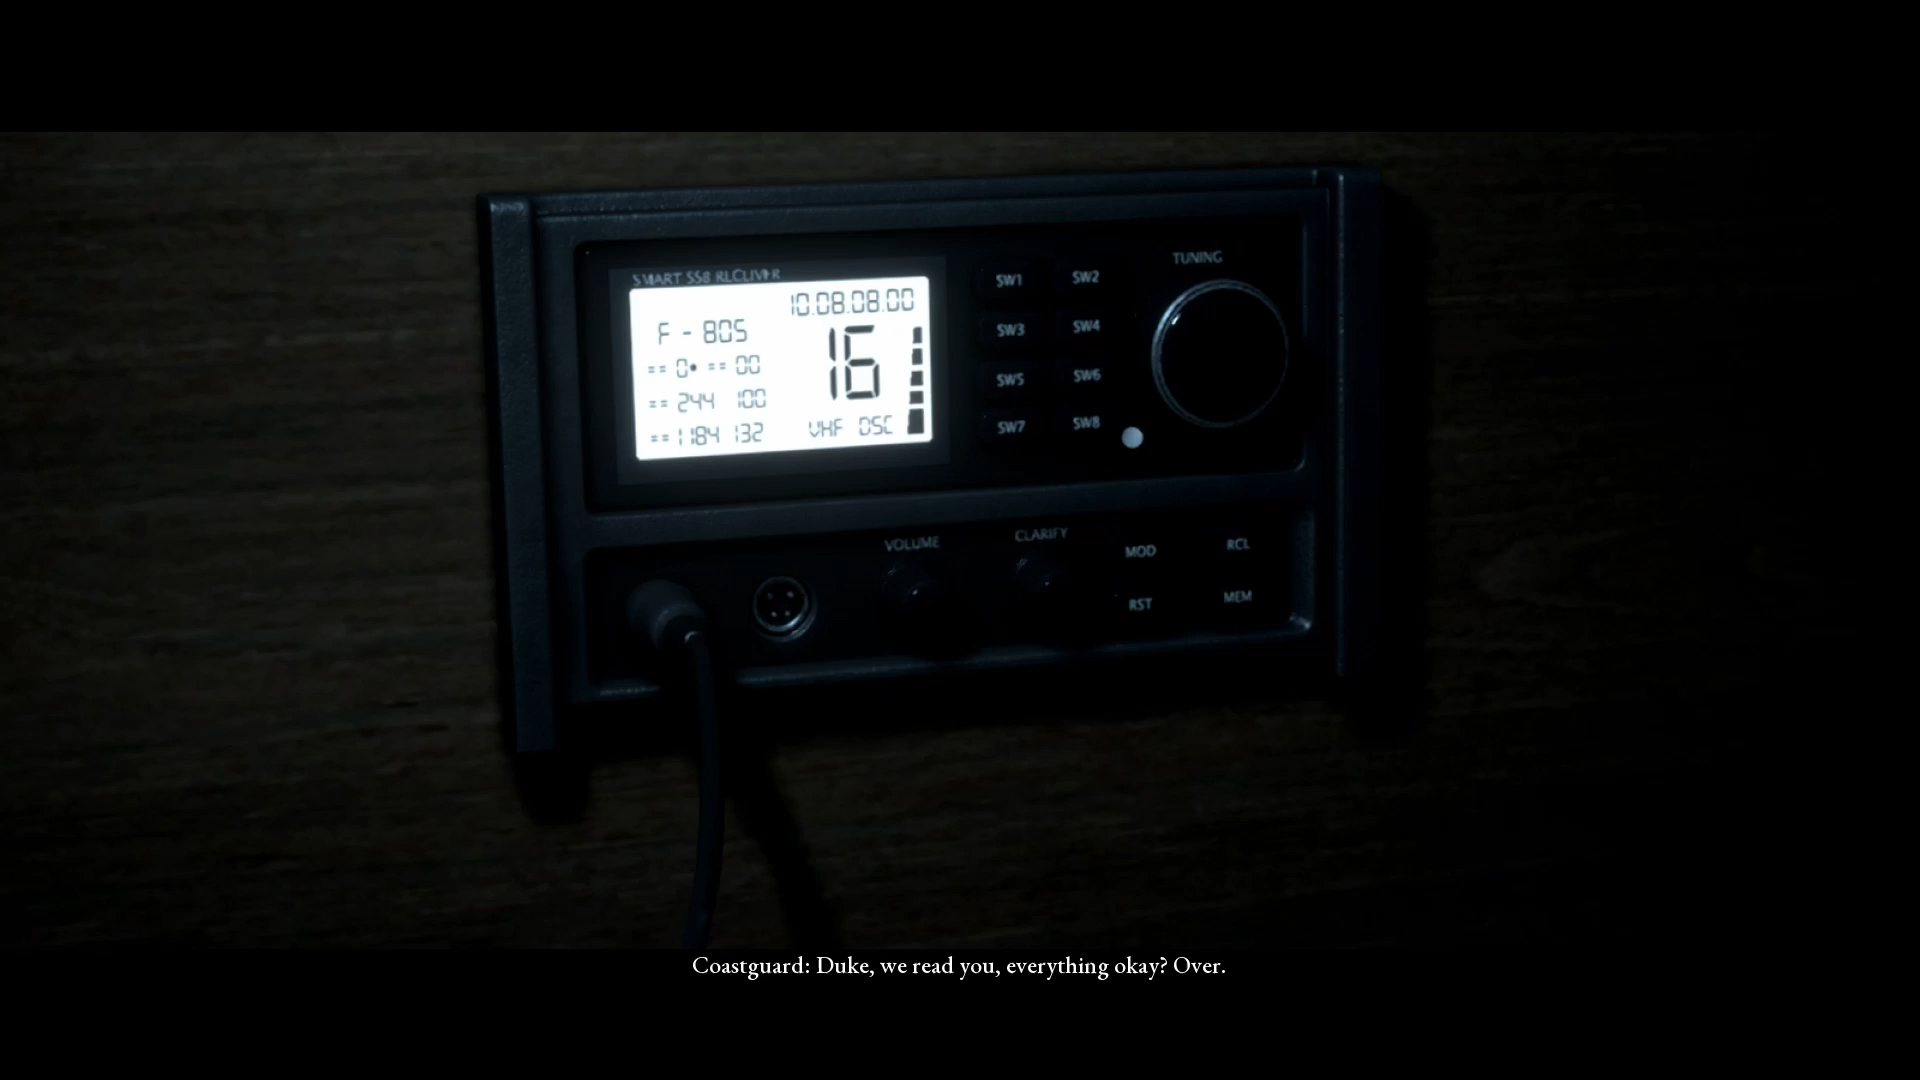 SMART SSB RECEIVER
10.08.08.00
F - 805
16
== 0• == 00
== 244 100
== 1184 132
VHF DSC
SW1 SW2
SW3 SW4
SW5 SW6
SW7 SW8
TUNING
VOLUME
CLARIFY
MOD RCL
RST MEM
Coastguard: Duke, we read you, everything okay? Over.